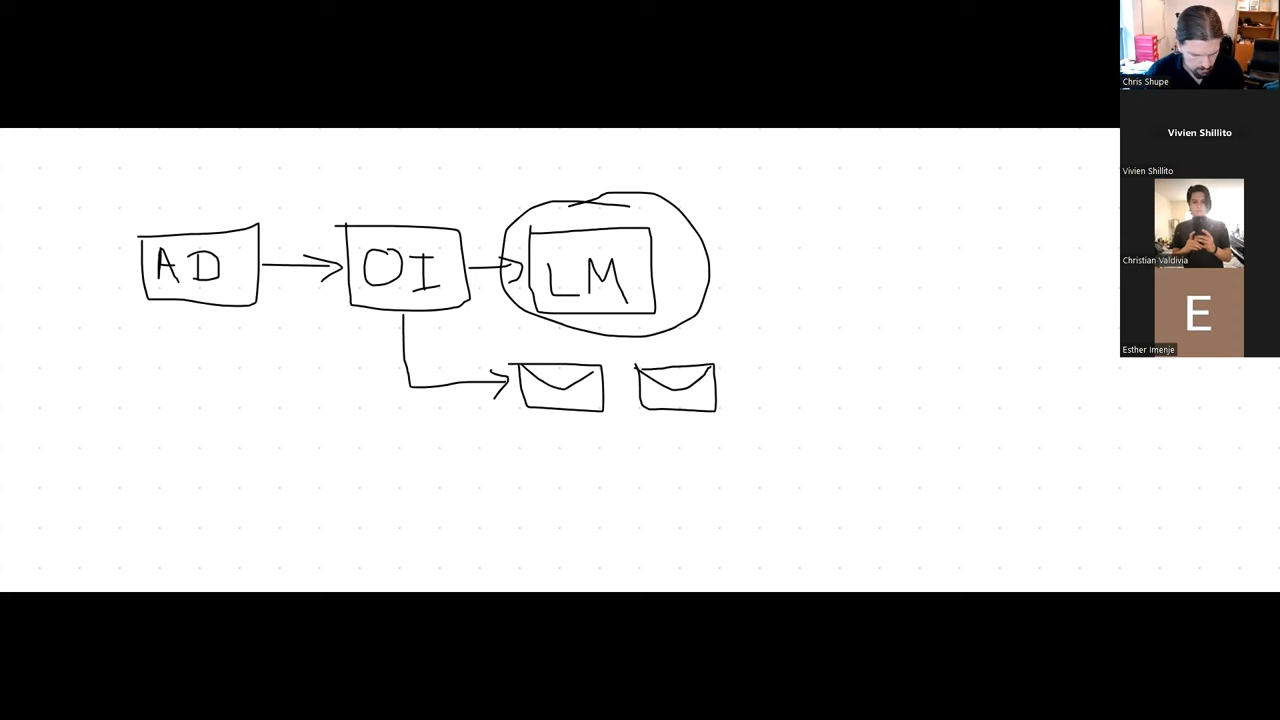 Chris Shupe
Vivien Shillito
Vivien Shillito
Christian Valdivia
E
Esther Imenje
AD
OI
LM